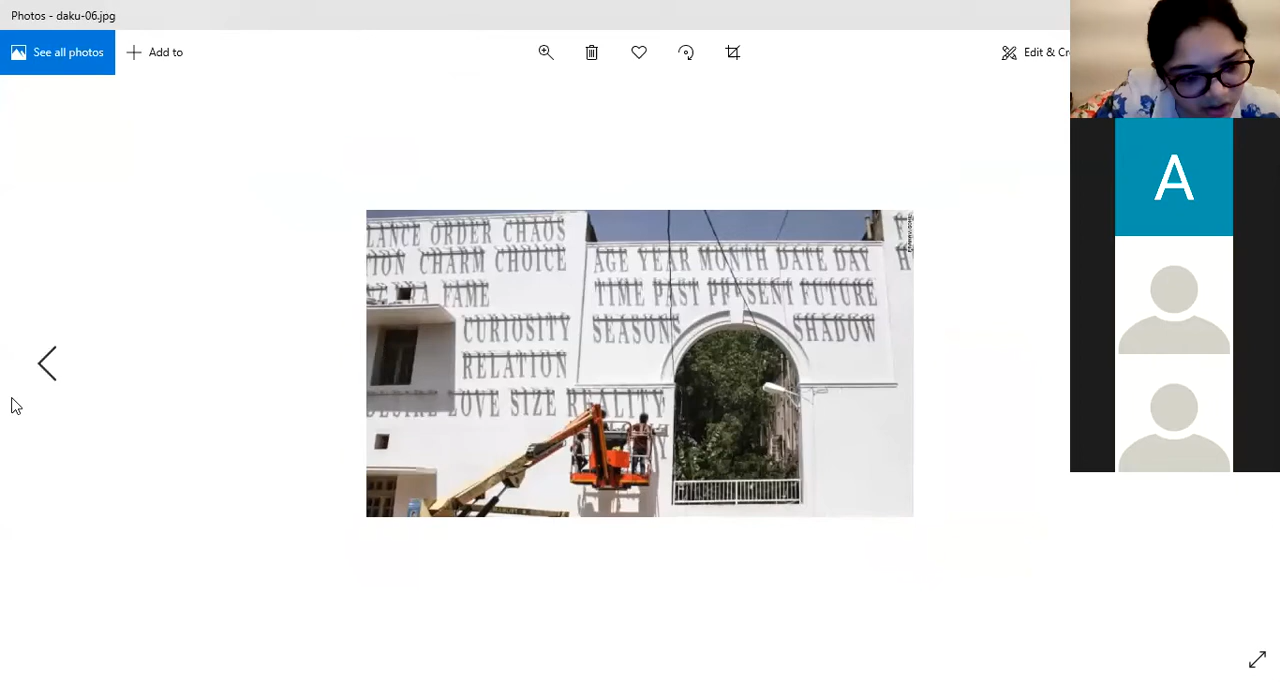 Photos - daku-06.jpg
See all photos
Add to
Edit & Cr
A
LANCE ORDER CHAOS
TION CHARM CHOICE
FAME
CURIOSITY
RELATION
DESIRE LOVE SIZE REALITY
AGE YEAR MONTH DATE DAY
TIME PAST PRESENT FUTURE
SEASONS SHADOW